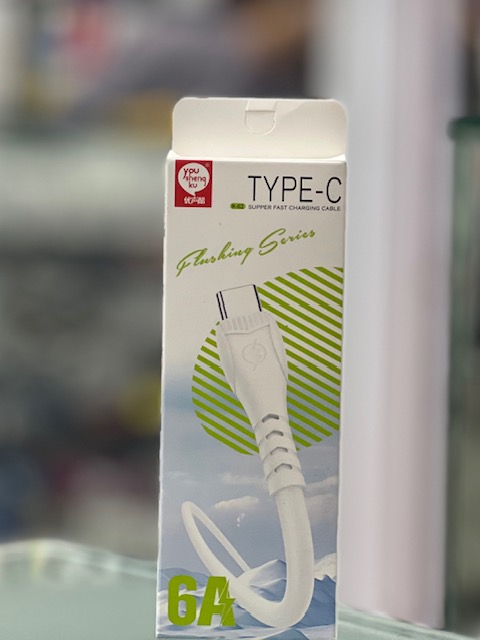 you
sheng
ku
优声酷
TYPE-C
SUPPER FAST CHARGING CABLE
Flushing Series
6A